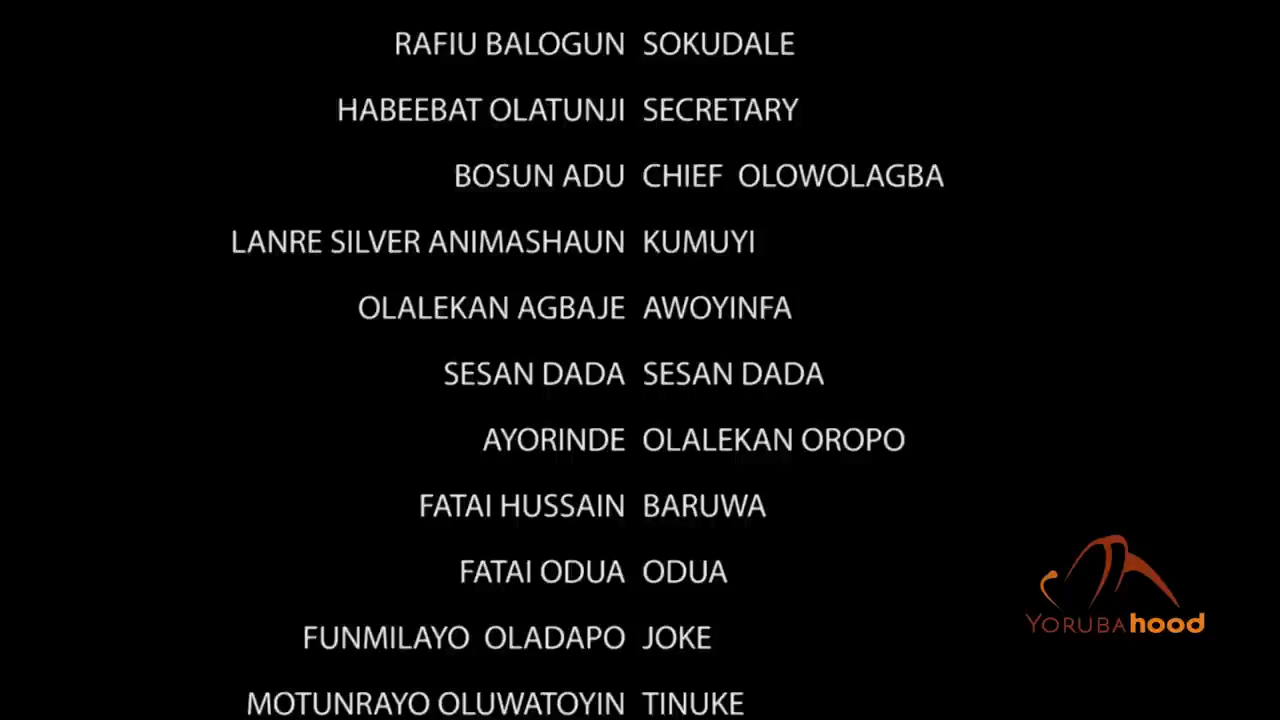 RAFIU BALOGUN SOKUDALE
HABEEBAT OLATUNJI SECRETARY
BOSUN ADU CHIEF OLOWOLAGBA
LANRE SILVER ANIMASHAUN KUMUYI
OLALEKAN AGBAJE AWOYINFA
SESAN DADA SESAN DADA
AYORINDE OLALEKAN OROPO
FATAI HUSSAIN BARUWA
FATAI ODUA ODUA
FUNMILAYO OLADAPO JOKE
MOTUNRAYO OLUWATOYIN TINUKE
YORUBAhood